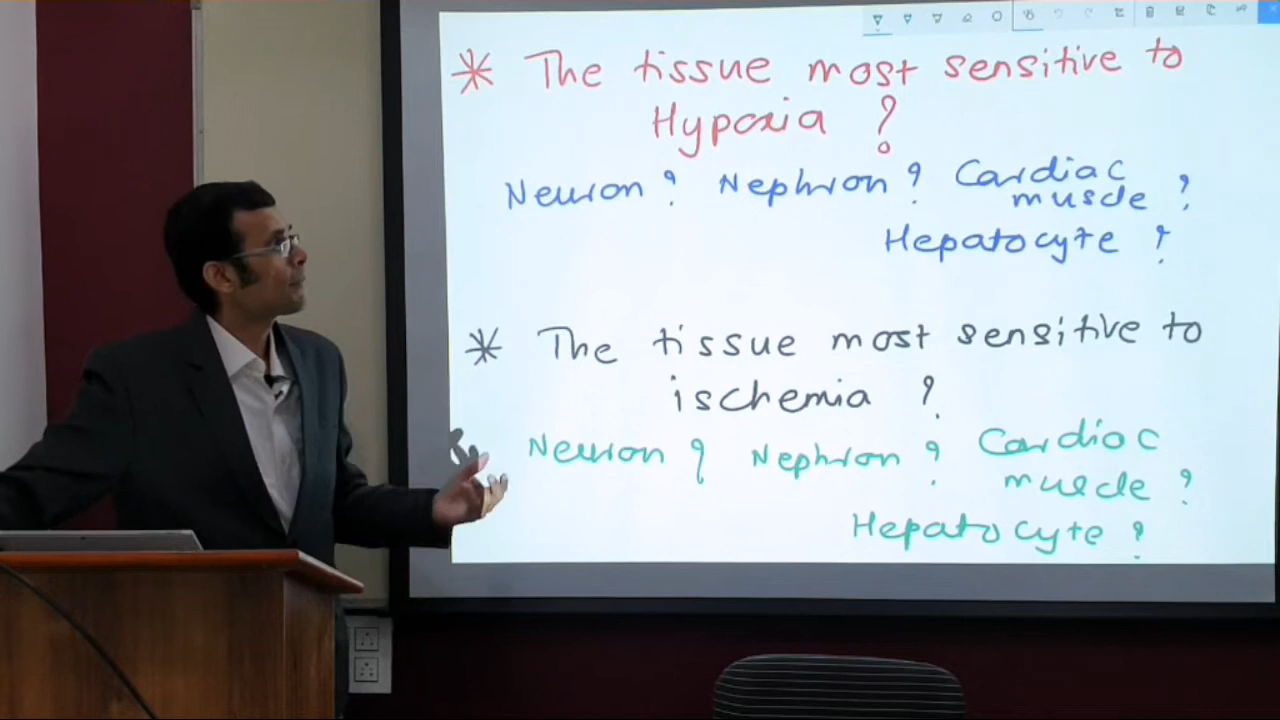 * The tissue most sensitive to
Hypoxia ?
Neuron ? Nephron ? Cardiac
muscle ?
Hepatocyte ?
* The tissue most sensitive to
ischemia ?
Neuron ? Nephron ? Cardiac
muscle ?
Hepatocyte ?